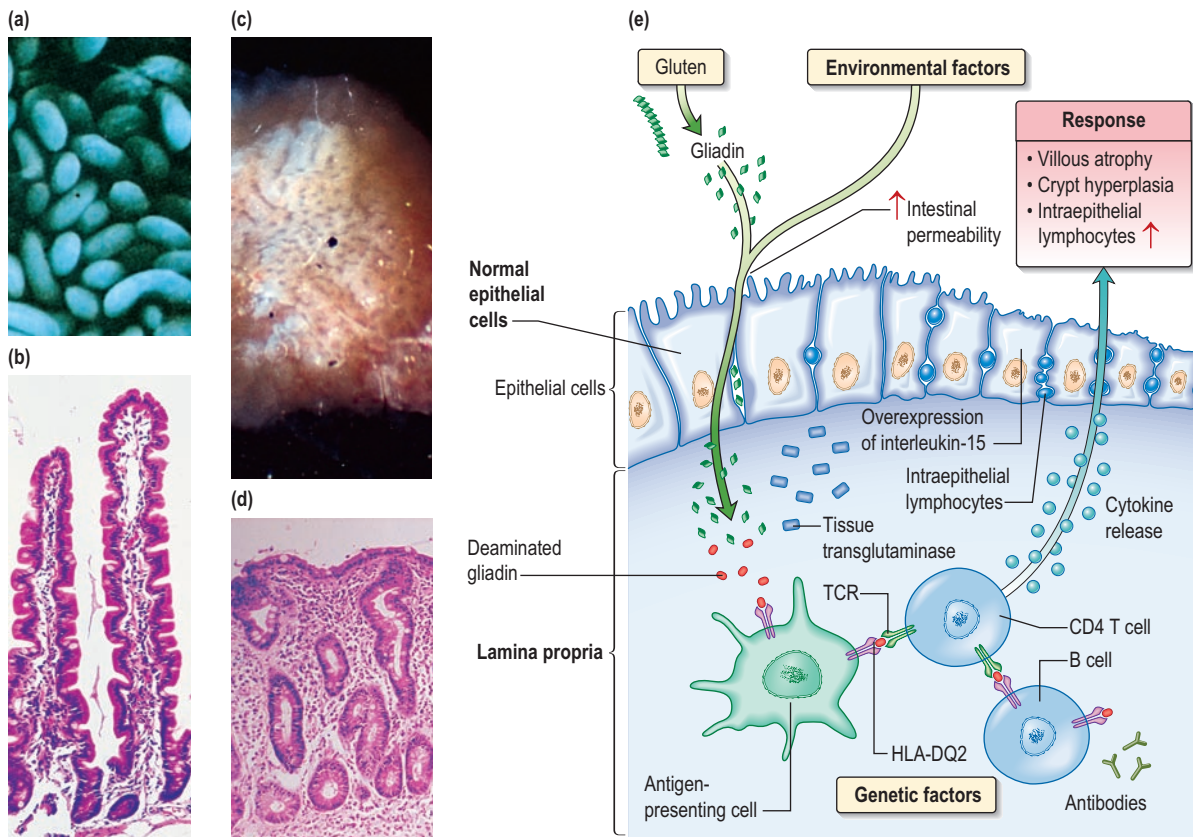 (a)
(b)
(c)
(d)
(e)
Gluten
Environmental factors
Gliadin
Response
• Villous atrophy
• Crypt hyperplasia
• Intraepithelial
lymphocytes ↑
↑ Intestinal
permeability
Normal
epithelial
cells
Epithelial cells
Overexpression
of interleukin-15
Intraepithelial
lymphocytes
Cytokine
release
Tissue
transglutaminase
Deaminated
gliadin
TCR
CD4 T cell
B cell
Lamina propria
HLA-DQ2
Antigen-
presenting cell
Genetic factors
Antibodies